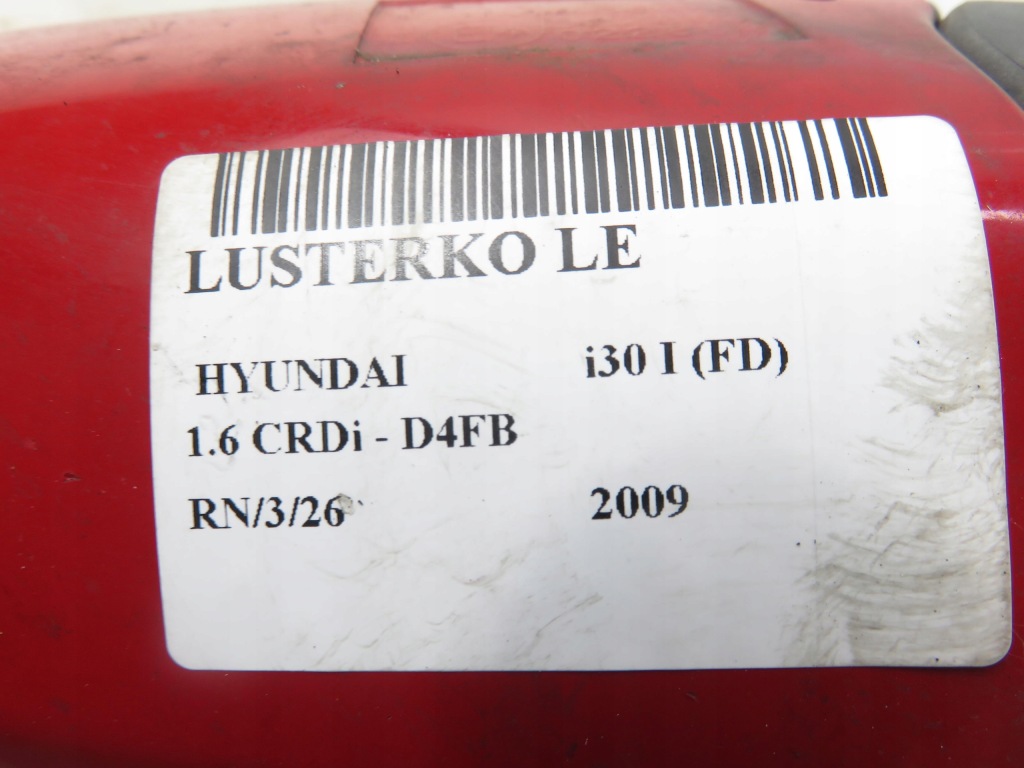 LUSTERKO LE
HYUNDAI i30 I (FD)
1.6 CRDi - D4FB
RN/3/26 2009